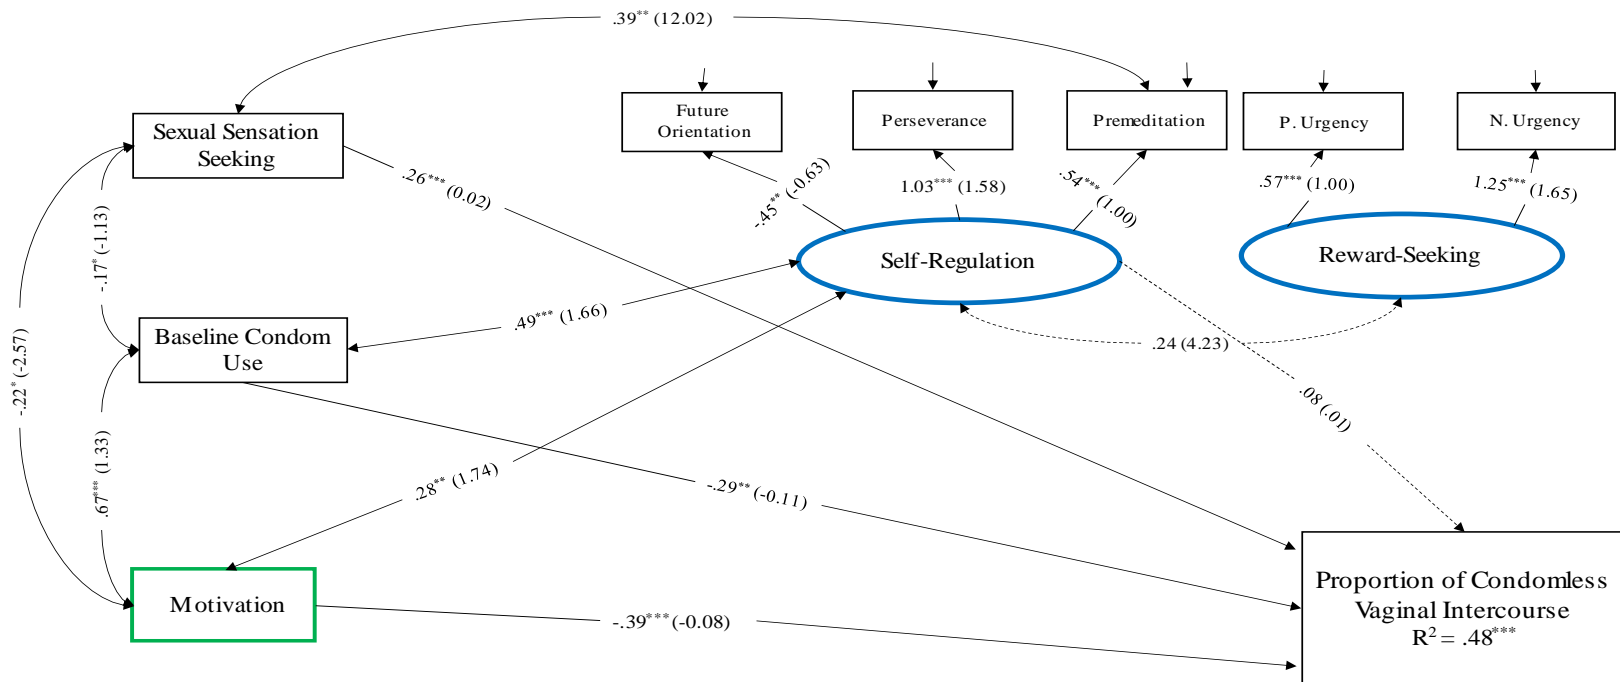 .39** (12.02)
Future
Orientation
Perseverance
Premeditation
P. Urgency
N. Urgency
Sexual Sensation
Seeking
.26*** (0.02)
-.45** (-0.63)
1.03*** (1.58)
.54*** (1.00)
.57*** (1.00)
1.25*** (1.65)
Self-Regulation
Reward-Seeking
-.17* (-1.13)
.49*** (1.66)
.24 (4.23)
Baseline Condom
Use
-.22* (-2.57)
.08 (.01)
.67*** (1.33)
.28** (1.74)
-.29** (-0.11)
Motivation
-.39*** (-0.08)
Proportion of Condomless
Vaginal Intercourse
R² = .48***